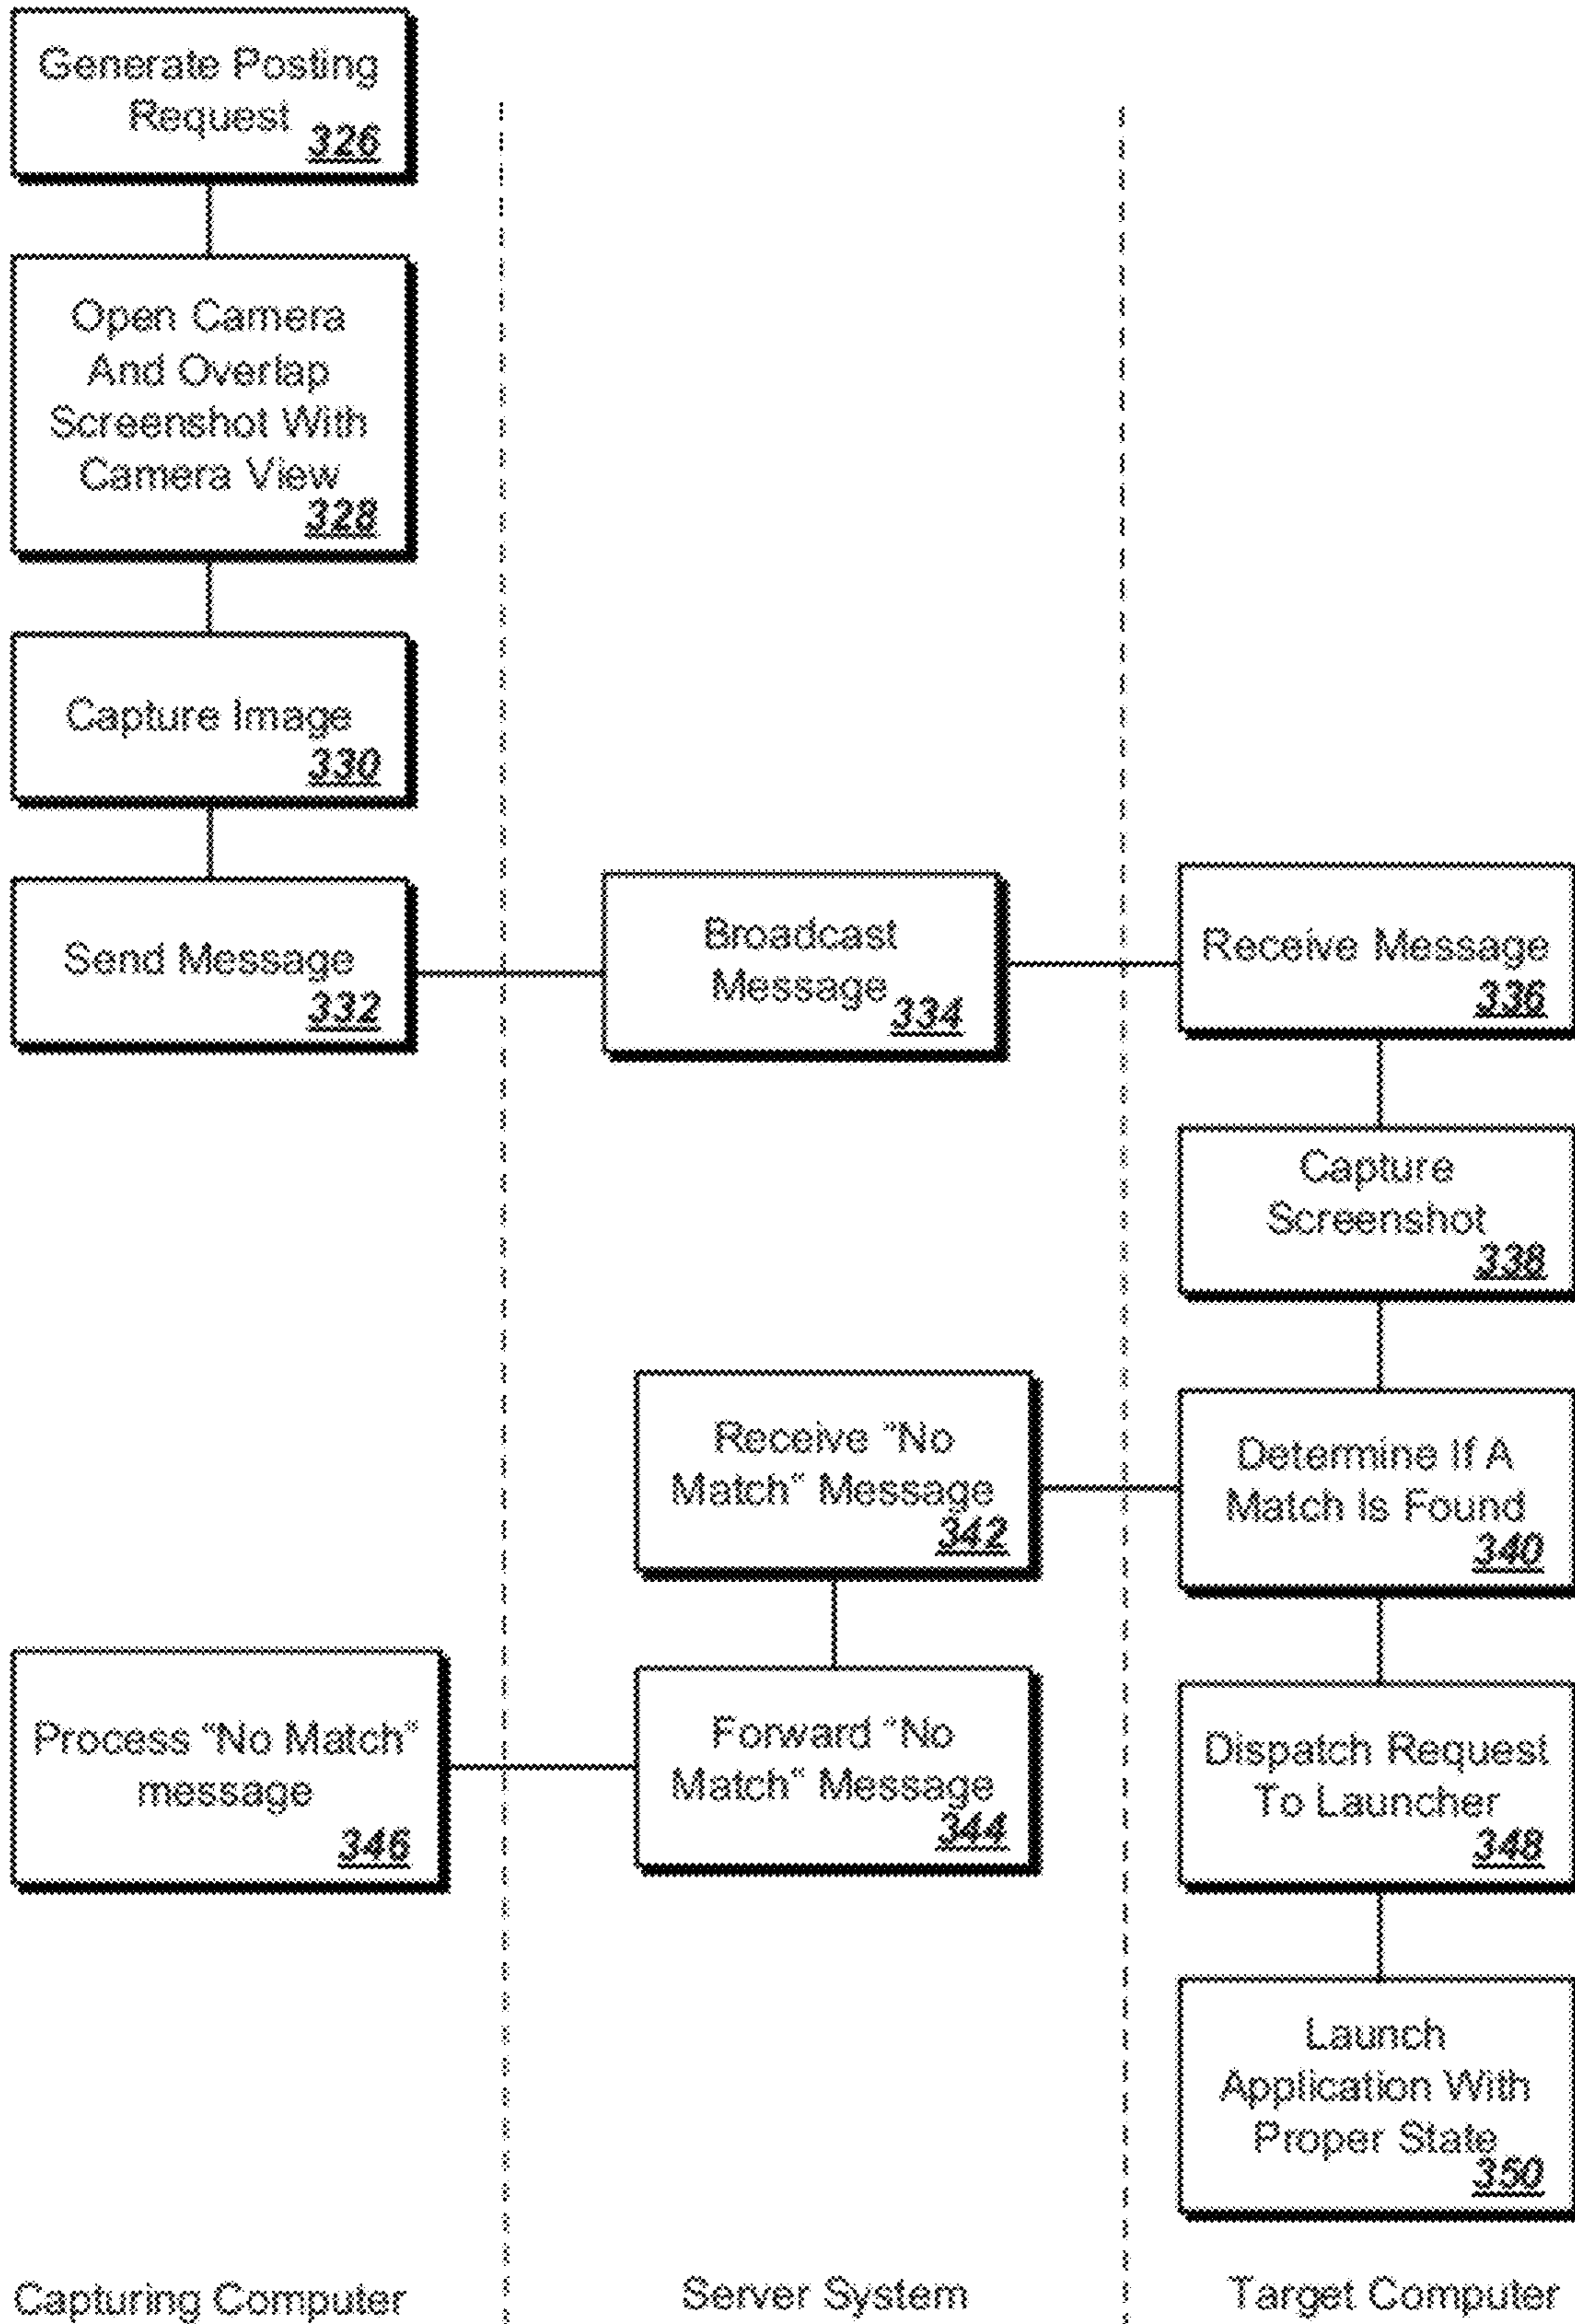 Generate Posting
Request
326
Open Camera
And Overlap
Screenshot With
Camera View
328
Capture Image
330
Send Message
332
Broadcast
Message
334
Receive Message
336
Capture
Screenshot
338
Determine If A
Match Is Found
340
Receive “No
Match“ Message
342
Forward “No
Match“ Message
344
Process “No Match“
message
346
Dispatch Request
To Launcher
348
Launch
Application With
Proper State
350
Capturing Computer
Server System
Target Computer